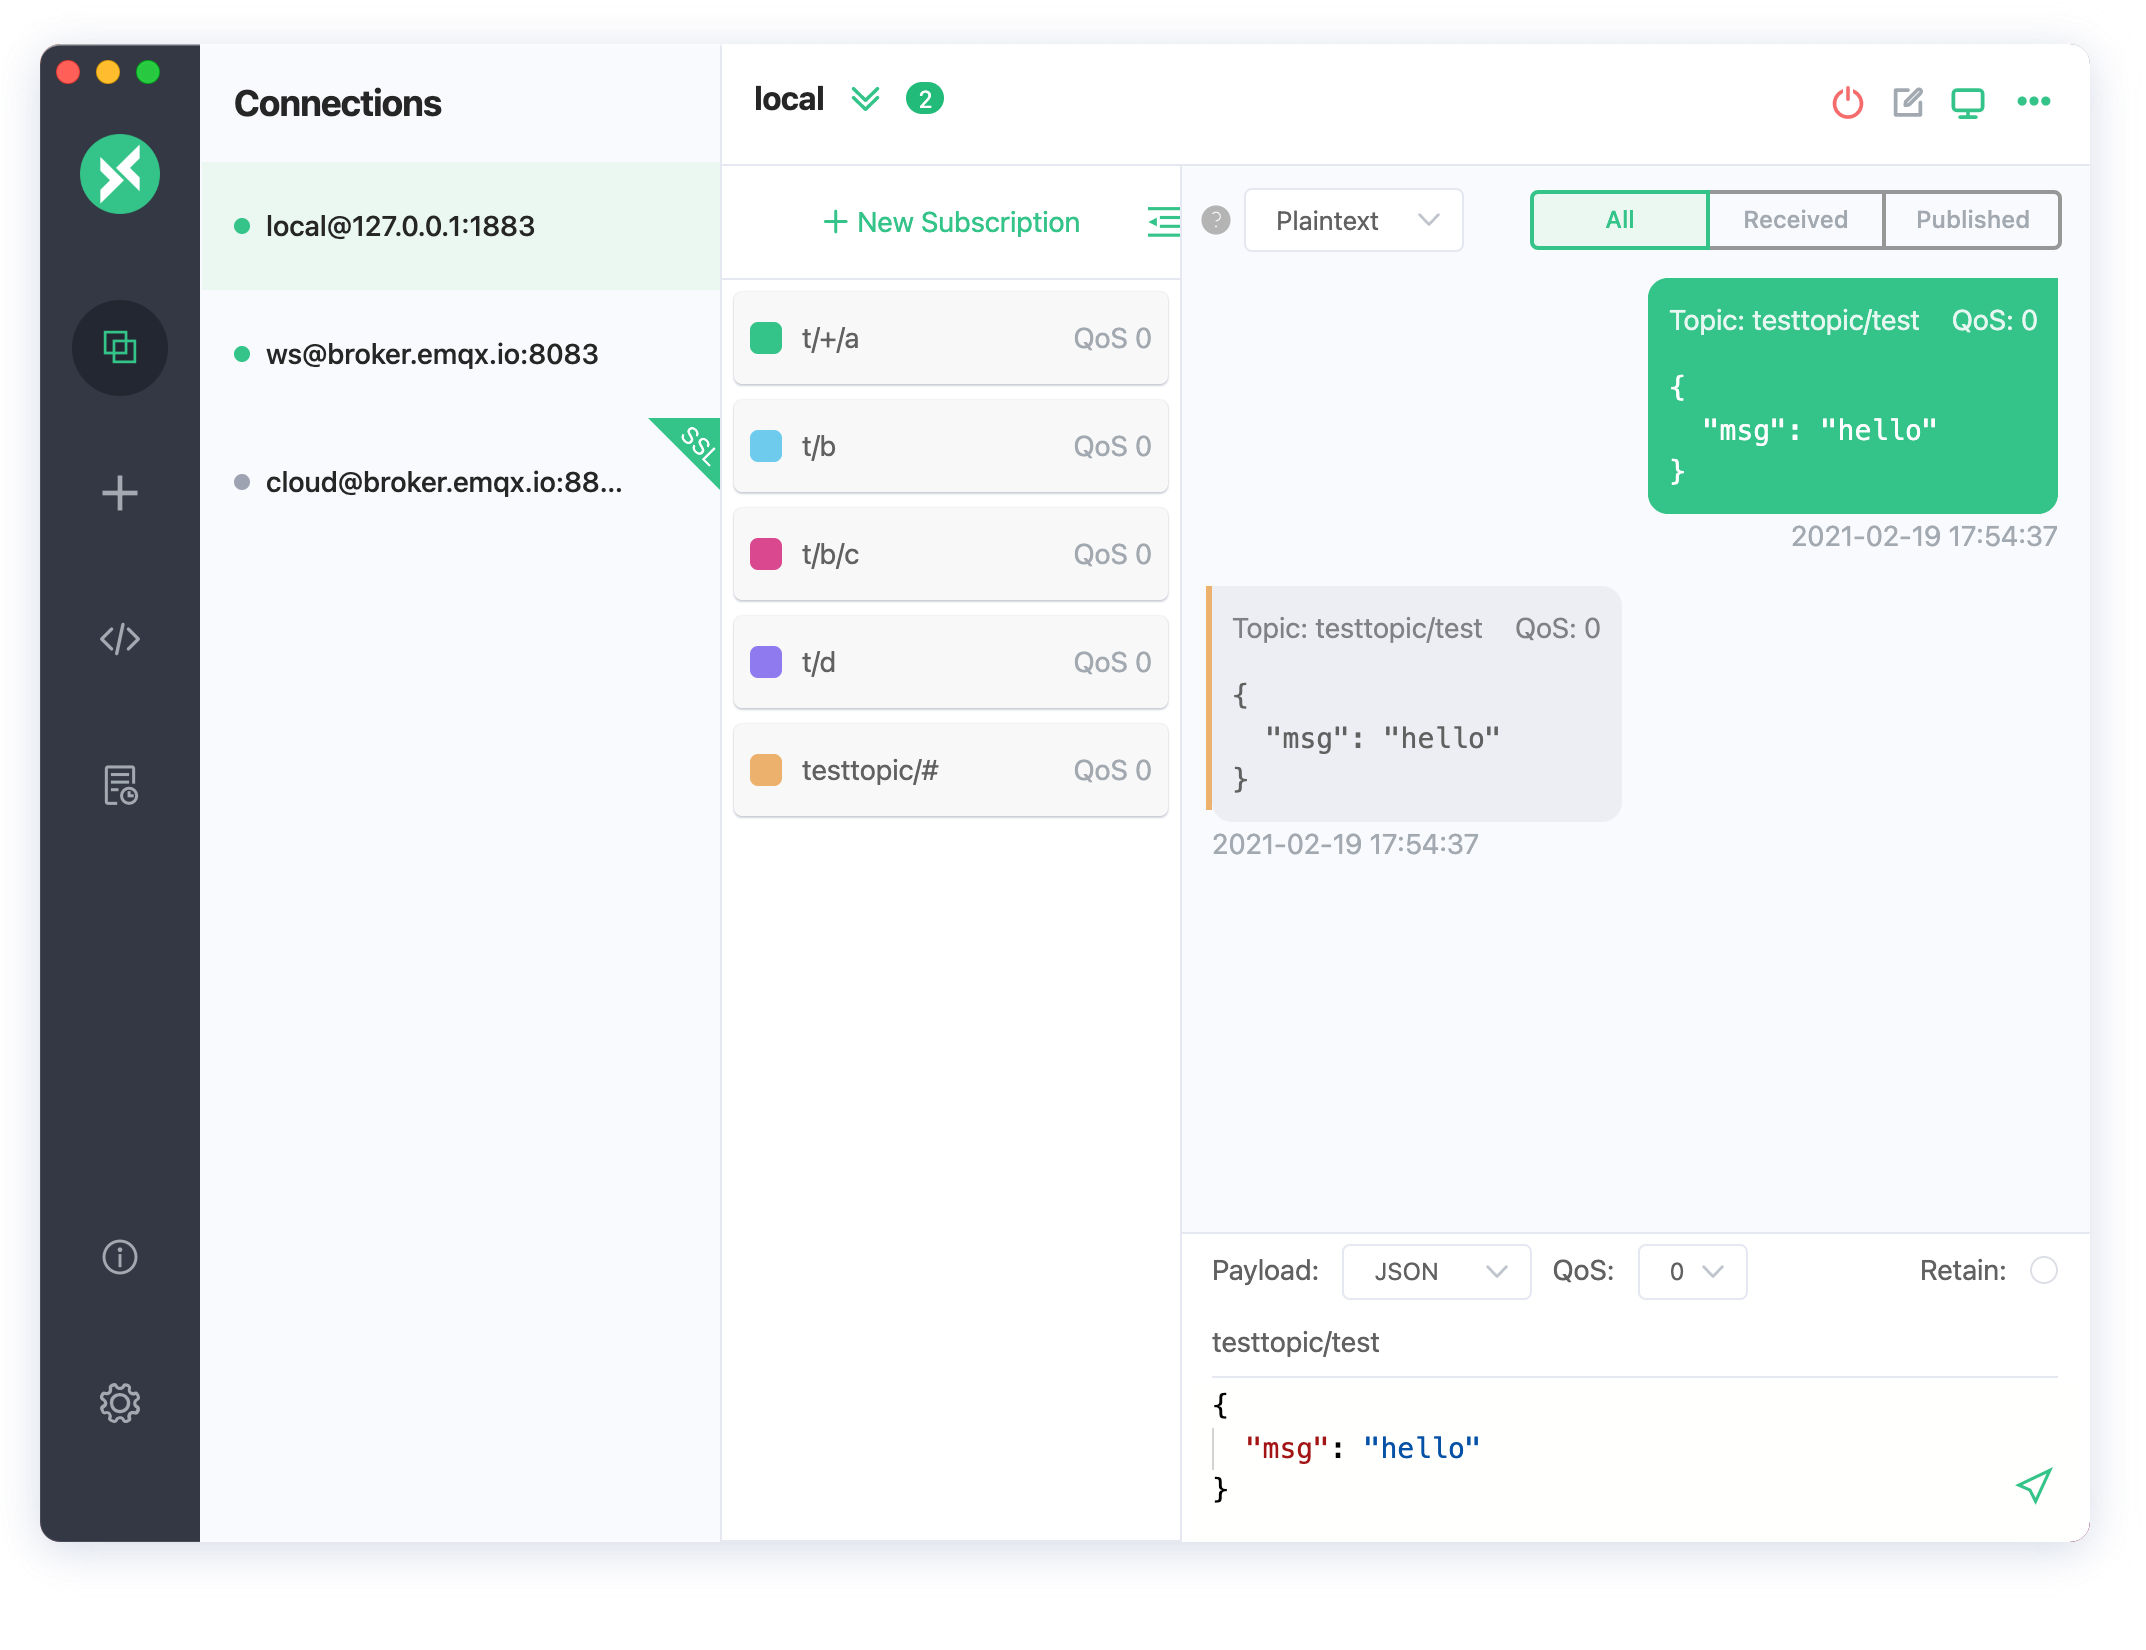 Connections
local@127.0.0.1:1883
ws@broker.emqx.io:8083
SSL
cloud@broker.emqx.io:88...
local 2
+ New Subscription
t/+/a QoS 0
t/b QoS 0
t/b/c QoS 0
t/d QoS 0
testtopic/# QoS 0
? Plaintext All Received Published
Topic: testtopic/test QoS: 0
{
"msg": "hello"
}
2021-02-19 17:54:37
Topic: testtopic/test QoS: 0
{
"msg": "hello"
}
2021-02-19 17:54:37
Payload: JSON QoS: 0 Retain:
testtopic/test
{
"msg": "hello"
}